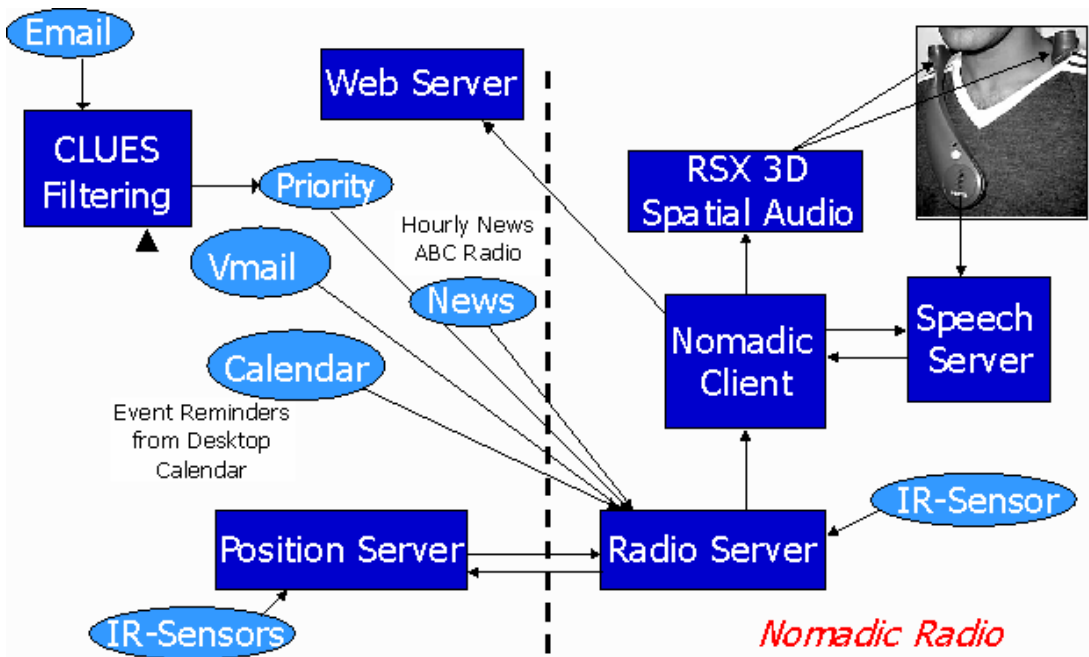 Email
Web Server
CLUES
Filtering
RSX 3D
Spatial Audio
Priority
Hourly News
ABC Radio
Vmail
News
Nomadic
Client
Speech
Server
Calendar
Event Reminders
from Desktop
Calendar
IR-Sensor
Position Server
Radio Server
IR-Sensors
Nomadic Radio